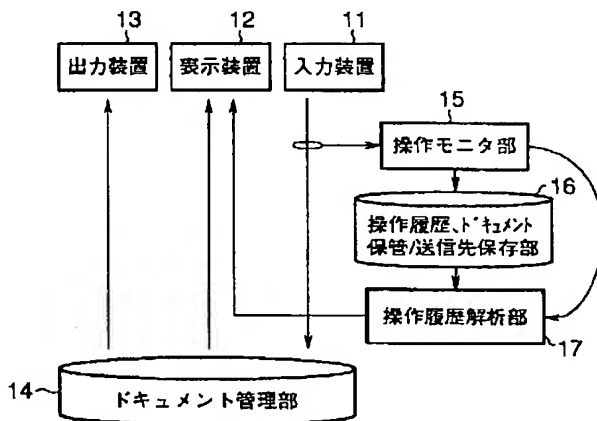 13
12
11
出力装置
表示装置
入力装置
15
操作モニタ部
16
操作履歴、ドキュメント
保管/送信先保存部
操作履歴解析部
17
14
ドキュメント管理部